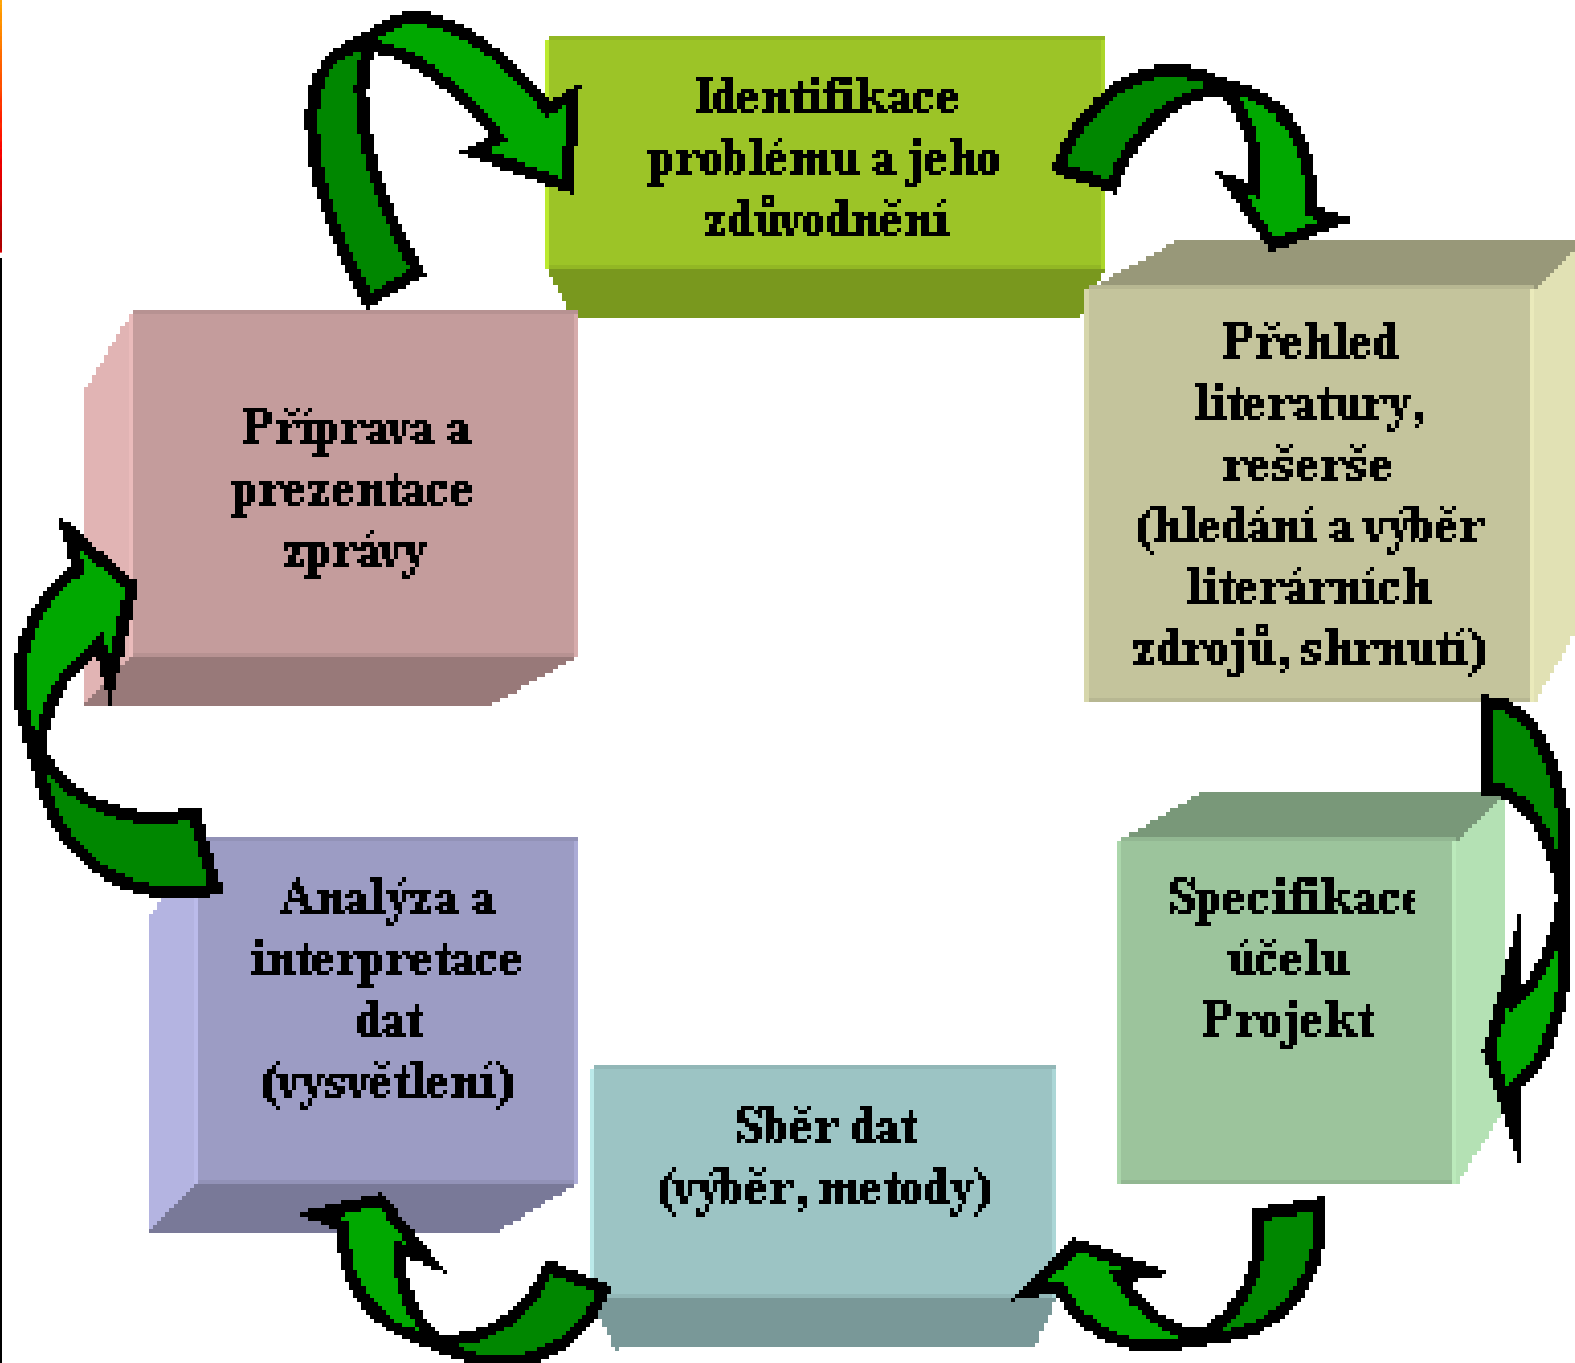 Identifikace
problému a jeho
zdůvodnění
Přehled
literatury,
rešerše
(hledání a výběr
literárních
zdrojů, shrnutí)
Specifikace
účelu
Projekt
Sběr dat
(výběr, metody)
Analýza a
interpretace
dat
(vysvětlení)
Příprava a
prezentace
zprávy